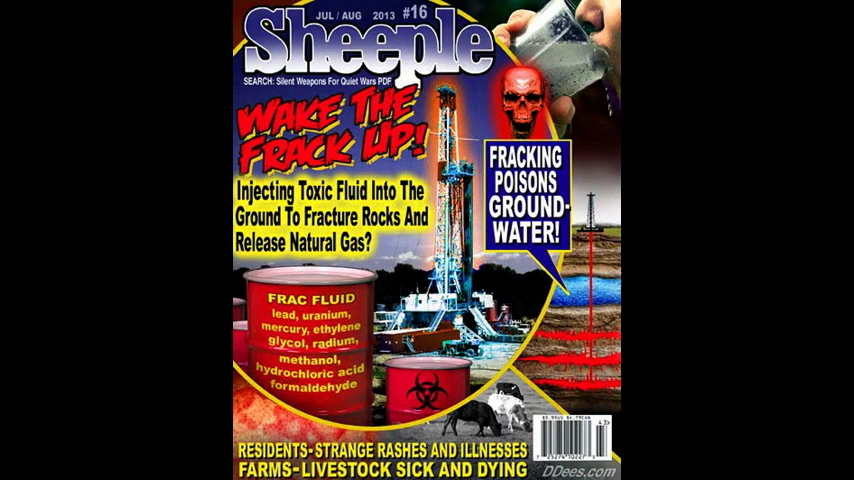 JUL / AUG 2013 #16
Sheeple
SEARCH: Silent Weapons For Quiet Wars PDF
WAKE THE
FRACK UP!
Injecting Toxic Fluid Into The
Ground To Fracture Rocks And
Release Natural Gas?
FRACKING
POISONS
GROUND-
WATER!
FRAC FLUID
lead, uranium,
mercury, ethylene
glycol, radium,
methanol,
hydrochloric acid
formaldehyde
RESIDENTS-STRANGE RASHES AND ILLNESSES
FARMS-LIVESTOCK SICK AND DYING
DDees.com